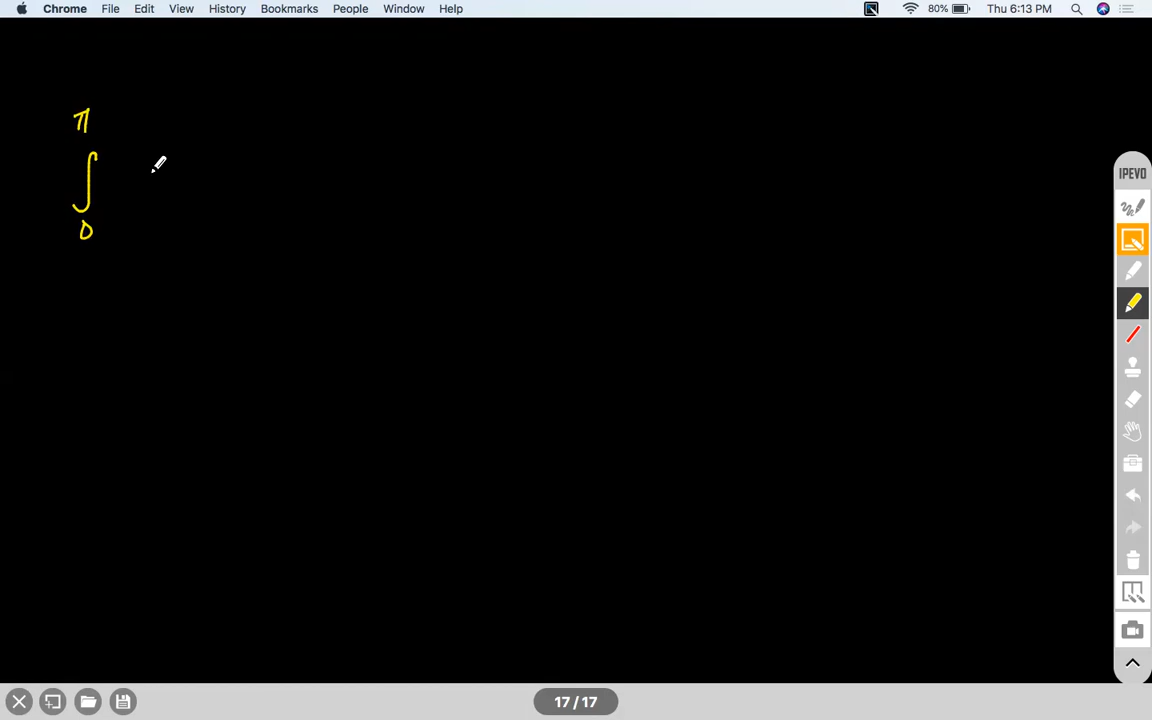 Chrome File Edit View History Bookmarks People Window Help 80% Thu 6:13 PM
π
∫
0
IPEVO
17 / 17